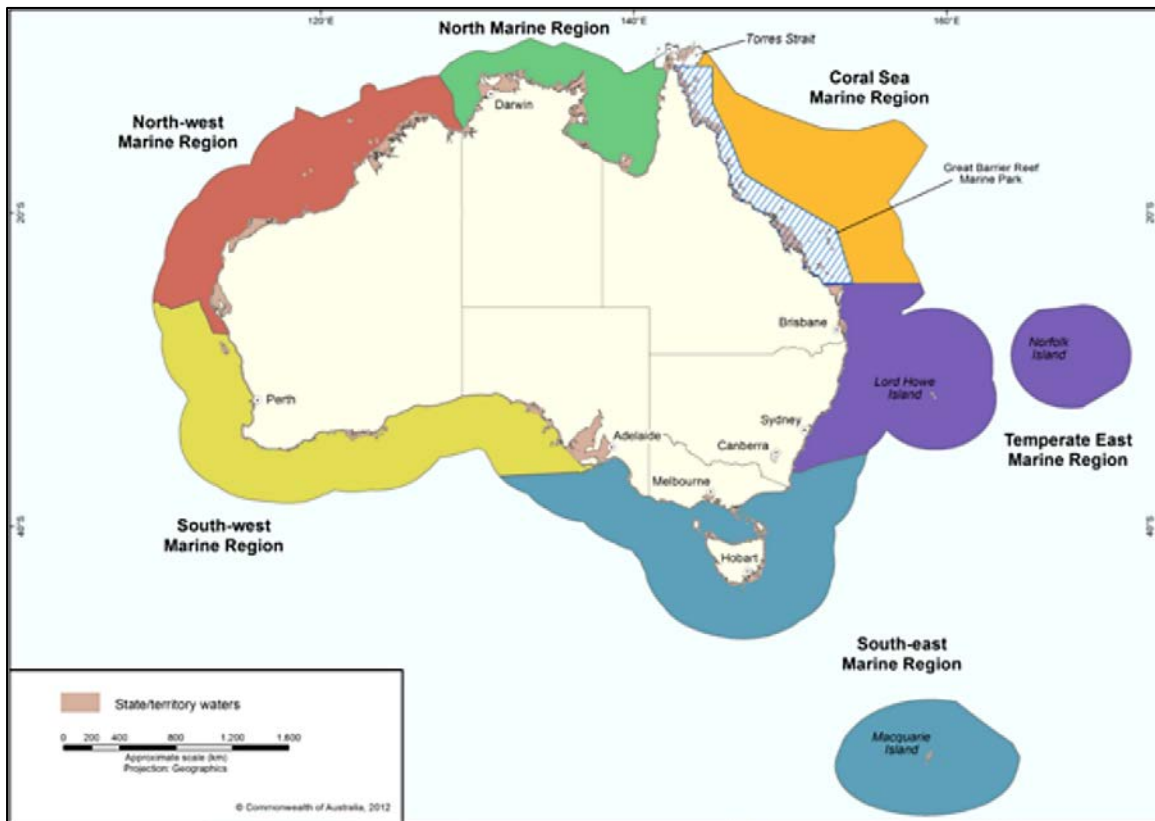 120°E
140°E
160°E
North Marine Region
Torres Strait
Coral Sea
Marine Region
Darwin
North-west
Marine Region
Great Barrier Reef
Marine Park
20°S
20°S
Brisbane
Norfolk
Island
Lord Howe
Island
Perth
Sydney
Adelaide
Canberra
Temperate East
Marine Region
Melbourne
South-west
Marine Region
40°S
40°S
Hobart
South-east
Marine Region
Macquarie
Island
State/territory waters
0 200 400 800 1.200 1.600
Approximate scale (km)
Projection: Geographics
© Commonwealth of Australia, 2012